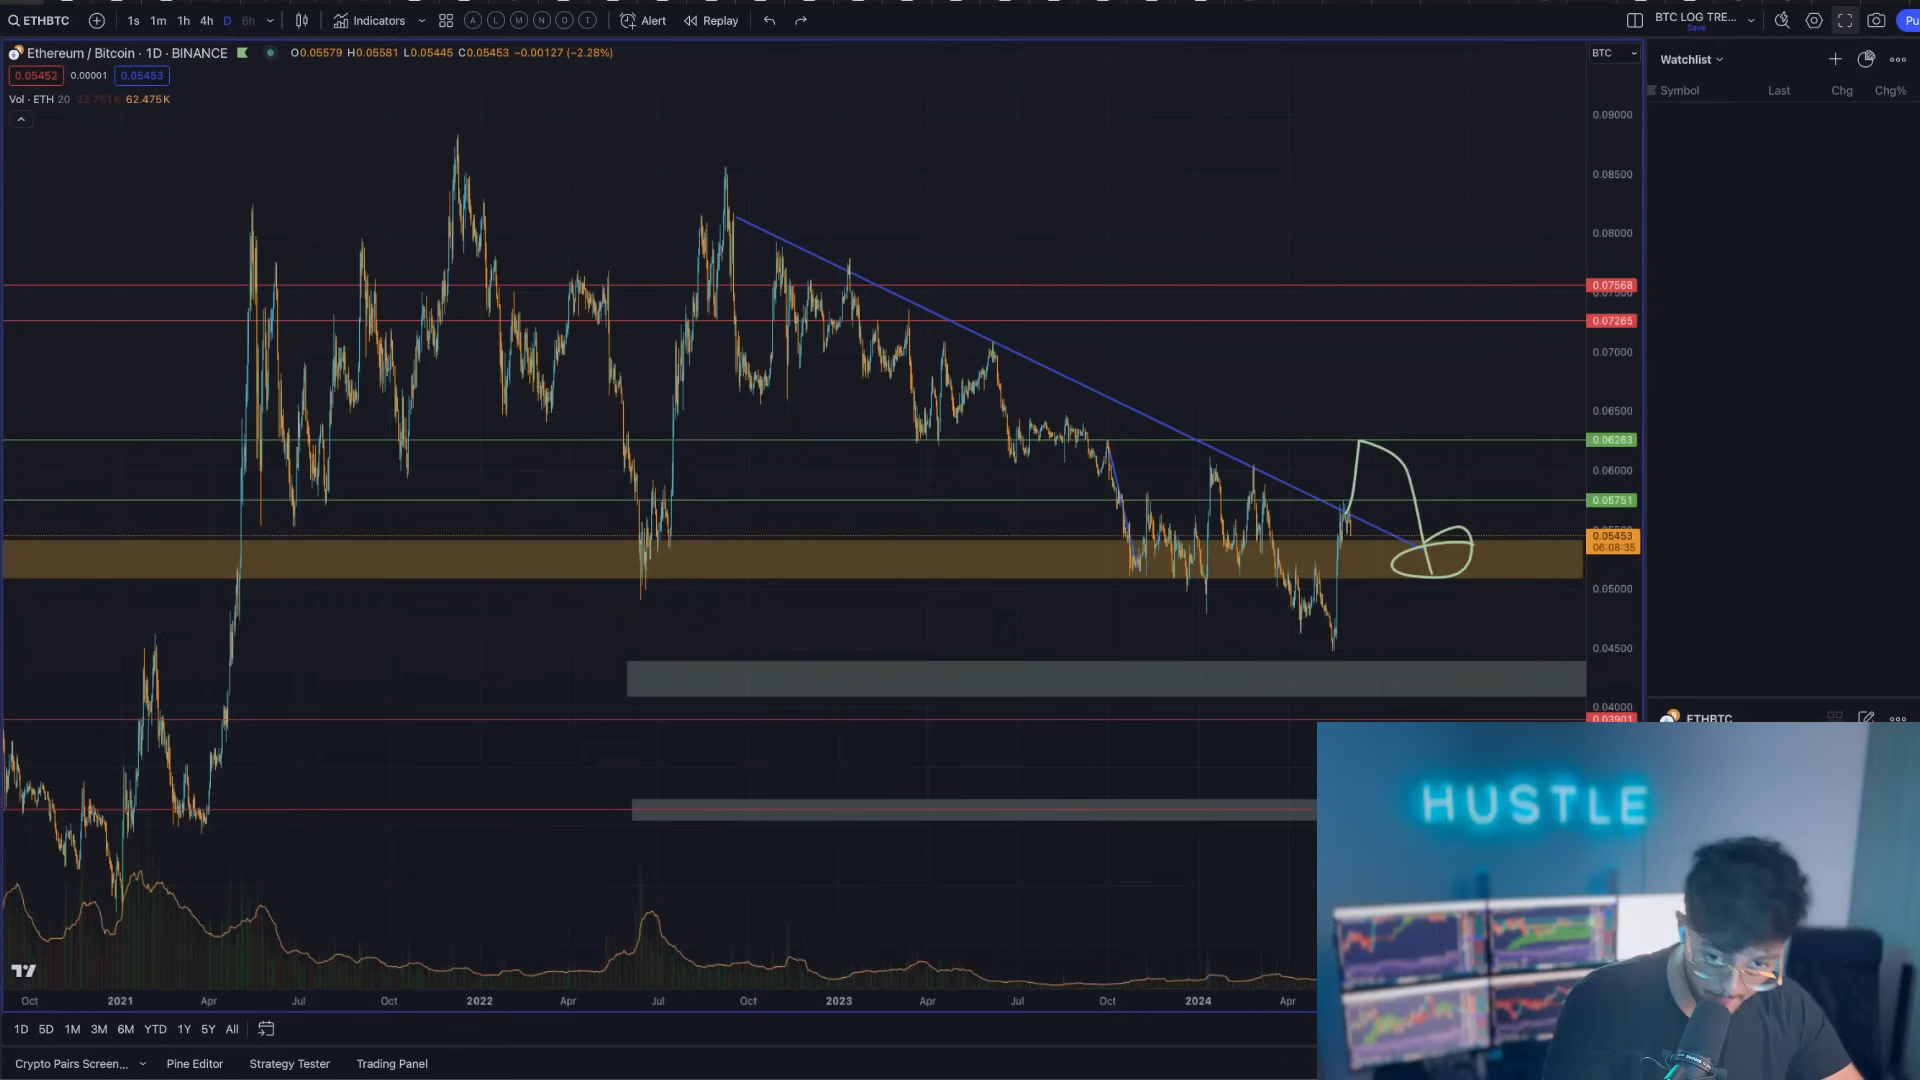 ETHBTC 1s 1m 1h 4h D 6h Indicators A L M N O T Alert Replay BTC LOG TRE... Save Pu
Ethereum / Bitcoin · 1D · BINANCE O0.05579 H0.05581 L0.05445 C0.05453 −0.00127 (−2.28%) BTC
0.05452 0.00001 0.05453
Vol · ETH 20 22.751K 62.475K
Watchlist
Symbol Last Chg Chg%
0.09000
0.08500
0.08000
0.07568
0.07265
0.07000
0.06500
0.06263
0.06000
0.05751
0.05453
06:08:35
0.05000
0.04500
0.04000
0.03901
ETHBTC
HUSTLE
Oct 2021 Apr Jul Oct 2022 Apr Jul Oct 2023 Apr Jul Oct 2024 Apr
1D 5D 1M 3M 6M YTD 1Y 5Y All
Crypto Pairs Screen... Pine Editor Strategy Tester Trading Panel